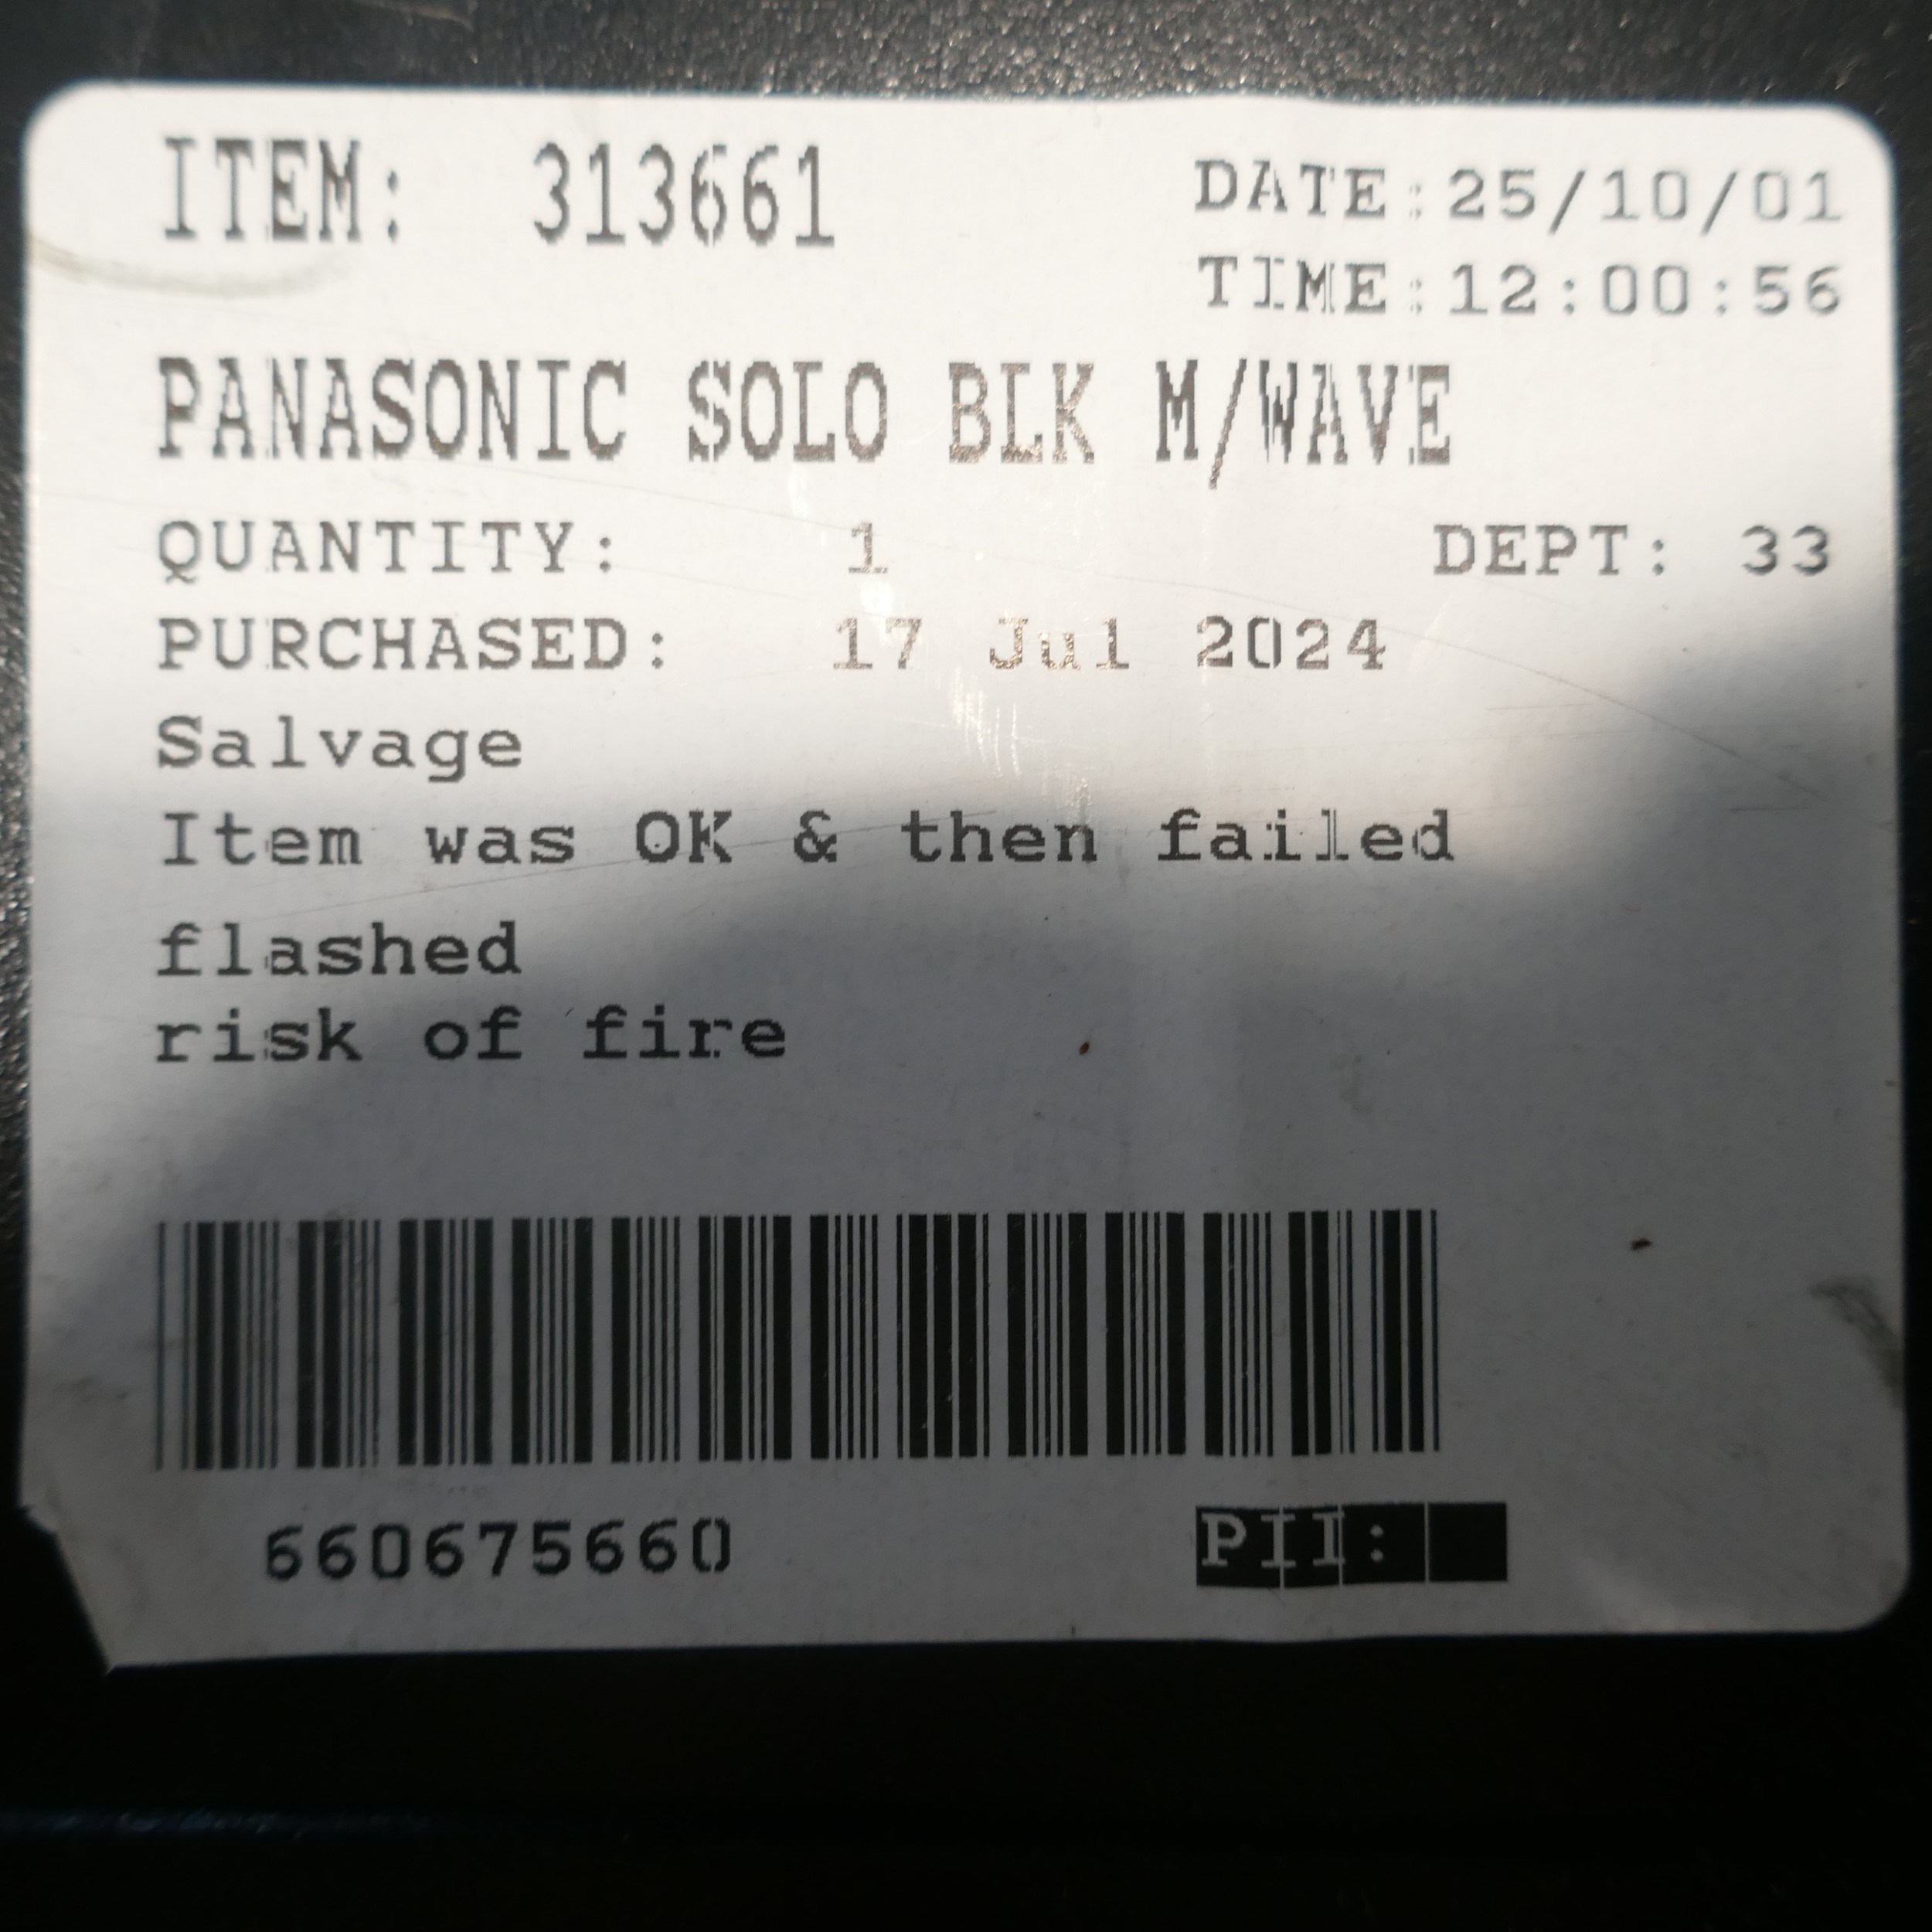 ITEM: 313661
DATE:25/10/01
TIME:12:00:56
PANASONIC SOLO BLK M/WAVE
QUANTITY: 1 DEPT: 33
PURCHASED: 17 Jul 2024
Salvage
Item was OK & then failed
flashed
risk of fire
660675660 PII: